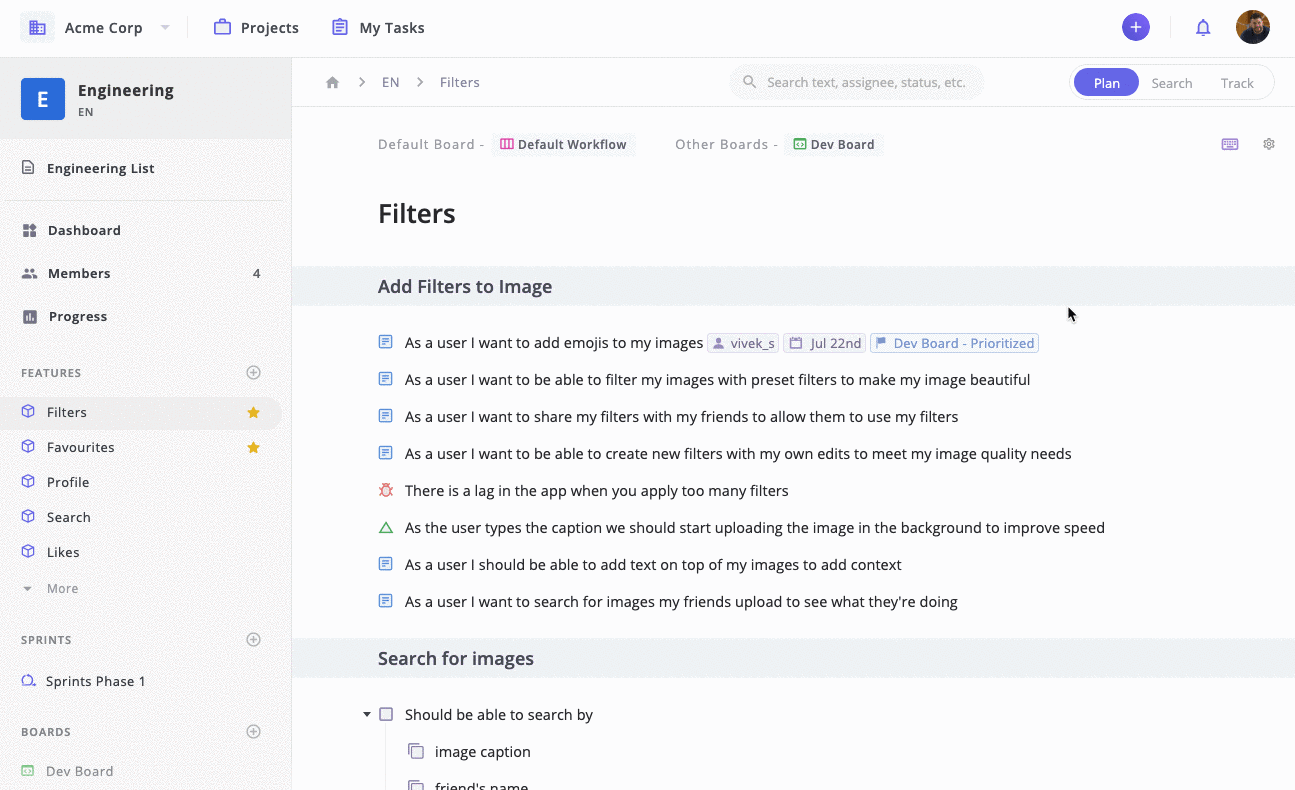 Acme Corp
Projects
My Tasks
E
Engineering
EN
Engineering List
Dashboard
Members 4
Progress
FEATURES
Filters
Favourites
Profile
Search
Likes
More
SPRINTS
Sprints Phase 1
BOARDS
Dev Board
EN
Filters
Search text, assignee, status, etc.
Plan
Search
Track
Default Board - Default Workflow
Other Boards - Dev Board
Filters
Add Filters to Image
As a user I want to add emojis to my images vivek_s Jul 22nd Dev Board - Prioritized
As a user I want to be able to filter my images with preset filters to make my image beautiful
As a user I want to share my filters with my friends to allow them to use my filters
As a user I want to be able to create new filters with my own edits to meet my image quality needs
There is a lag in the app when you apply too many filters
As the user types the caption we should start uploading the image in the background to improve speed
As a user I should be able to add text on top of my images to add context
As a user I want to search for images my friends upload to see what they're doing
Search for images
Should be able to search by
image caption
friend's name